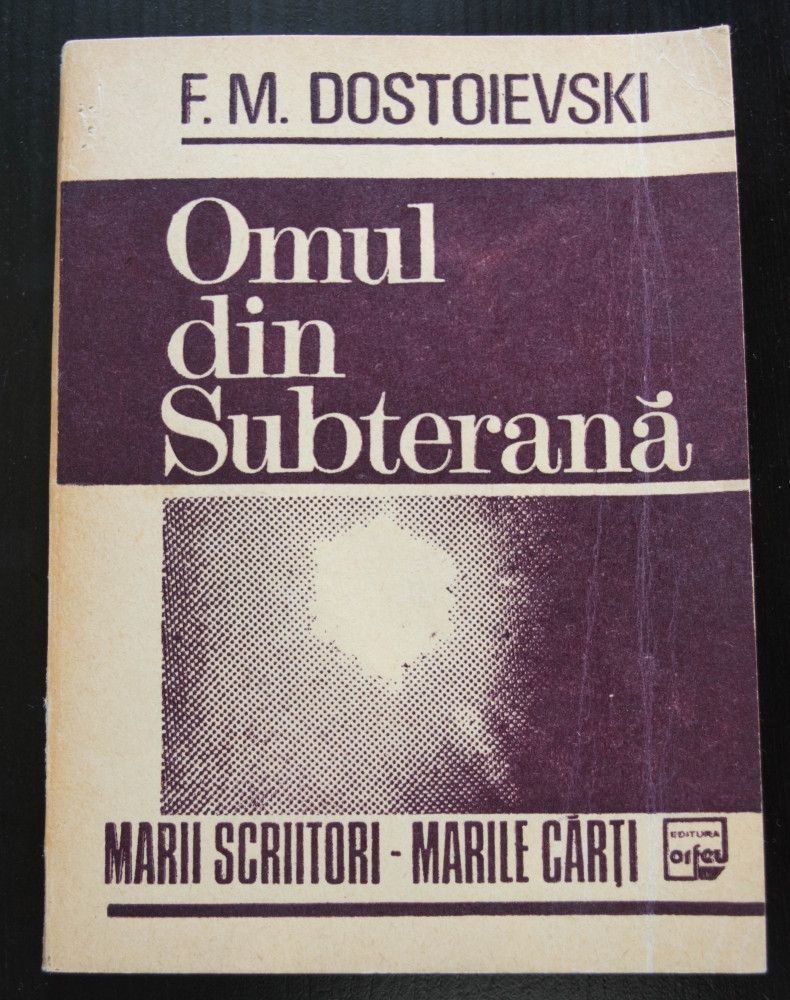 F. M. DOSTOIEVSKI
Omul
din
Subterană
MARII SCRIITORI - MARILE CĂRȚI
EDITURA
orfeu